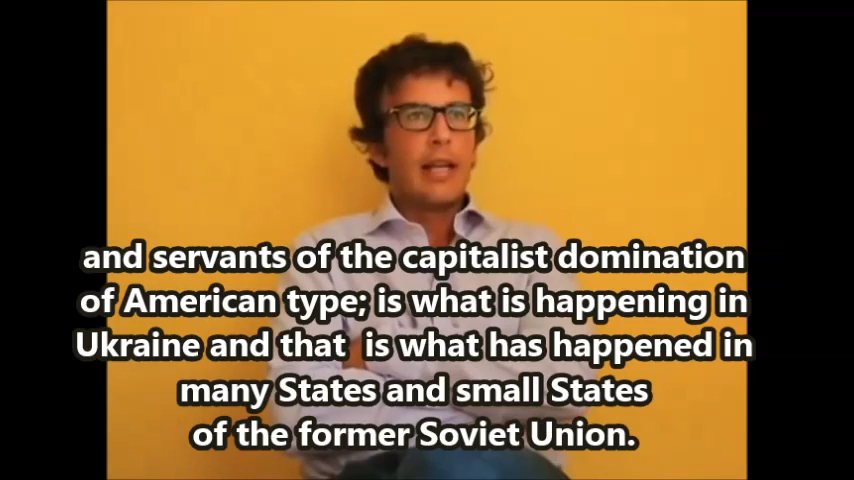 and servants of the capitalist domination
of American type; is what is happening in
Ukraine and that  is what has happened in
many States and small States
of the former Soviet Union.